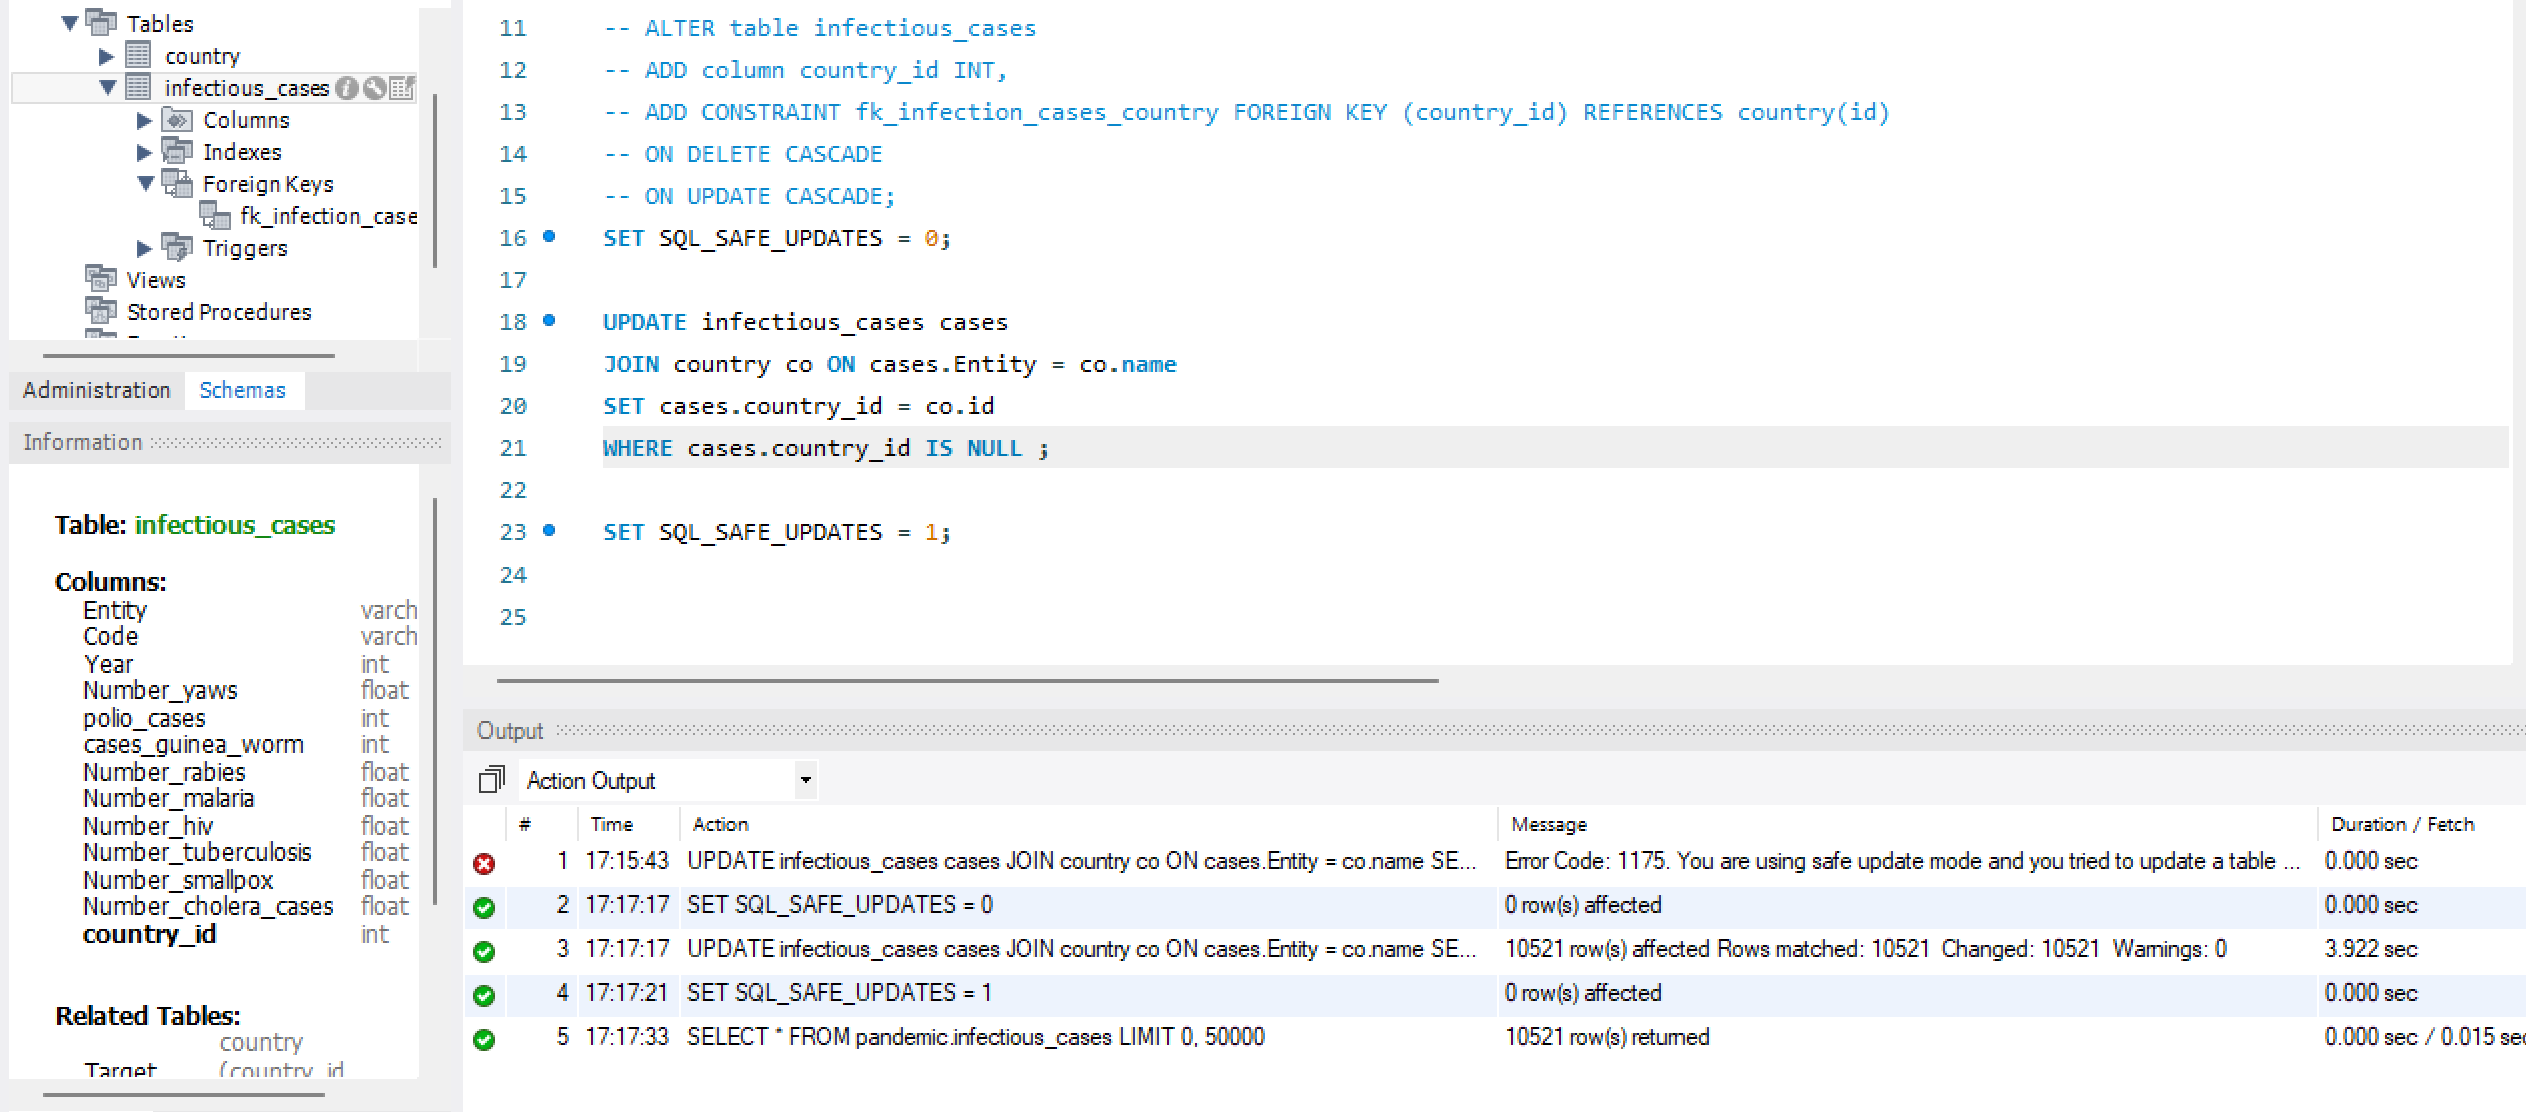 Tables
country
infectious_cases
Columns
Indexes
Foreign Keys
fk_infection_case
Triggers
Views
Stored Procedures
Administration Schemas
Information
Table: infectious_cases
Columns:
Entity varch
Code varch
Year int
Number_yaws float
polio_cases int
cases_guinea_worm int
Number_rabies float
Number_malaria float
Number_hiv float
Number_tuberculosis float
Number_smallpox float
Number_cholera_cases float
country_id int
Related Tables:
country
Target (country_id
11 -- ALTER table infectious_cases
12 -- ADD column country_id INT,
13 -- ADD CONSTRAINT fk_infection_cases_country FOREIGN KEY (country_id) REFERENCES country(id)
14 -- ON DELETE CASCADE
15 -- ON UPDATE CASCADE;
16 SET SQL_SAFE_UPDATES = 0;
17
18 UPDATE infectious_cases cases
19 JOIN country co ON cases.Entity = co.name
20 SET cases.country_id = co.id
21 WHERE cases.country_id IS NULL ;
22
23 SET SQL_SAFE_UPDATES = 1;
24
25
Output
Action Output
# Time Action Message Duration / Fetch
1 17:15:43 UPDATE infectious_cases cases JOIN country co ON cases.Entity = co.name SE... Error Code: 1175. You are using safe update mode and you tried to update a table ... 0.000 sec
2 17:17:17 SET SQL_SAFE_UPDATES = 0 0 row(s) affected 0.000 sec
3 17:17:17 UPDATE infectious_cases cases JOIN country co ON cases.Entity = co.name SE... 10521 row(s) affected Rows matched: 10521 Changed: 10521 Warnings: 0 3.922 sec
4 17:17:21 SET SQL_SAFE_UPDATES = 1 0 row(s) affected 0.000 sec
5 17:17:33 SELECT * FROM pandemic.infectious_cases LIMIT 0, 50000 10521 row(s) returned 0.000 sec / 0.015 sec